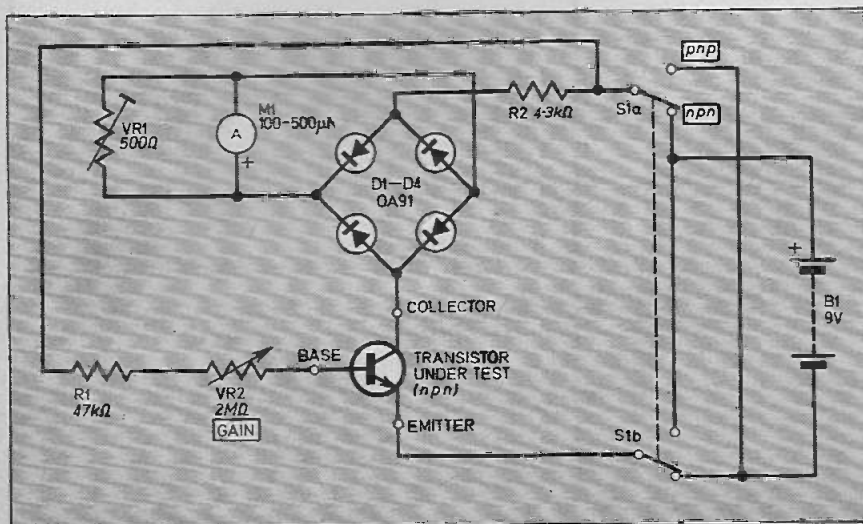 pnp
npn
S1a
R2 4·3kΩ
VR1
500Ω
M1
100-500μA
A
+
D1—D4
OA91
+
B1
9V
COLLECTOR
BASE
TRANSISTOR
UNDER TEST
(npn)
R1
47kΩ
VR2
2MΩ
GAIN
EMITTER
S1b